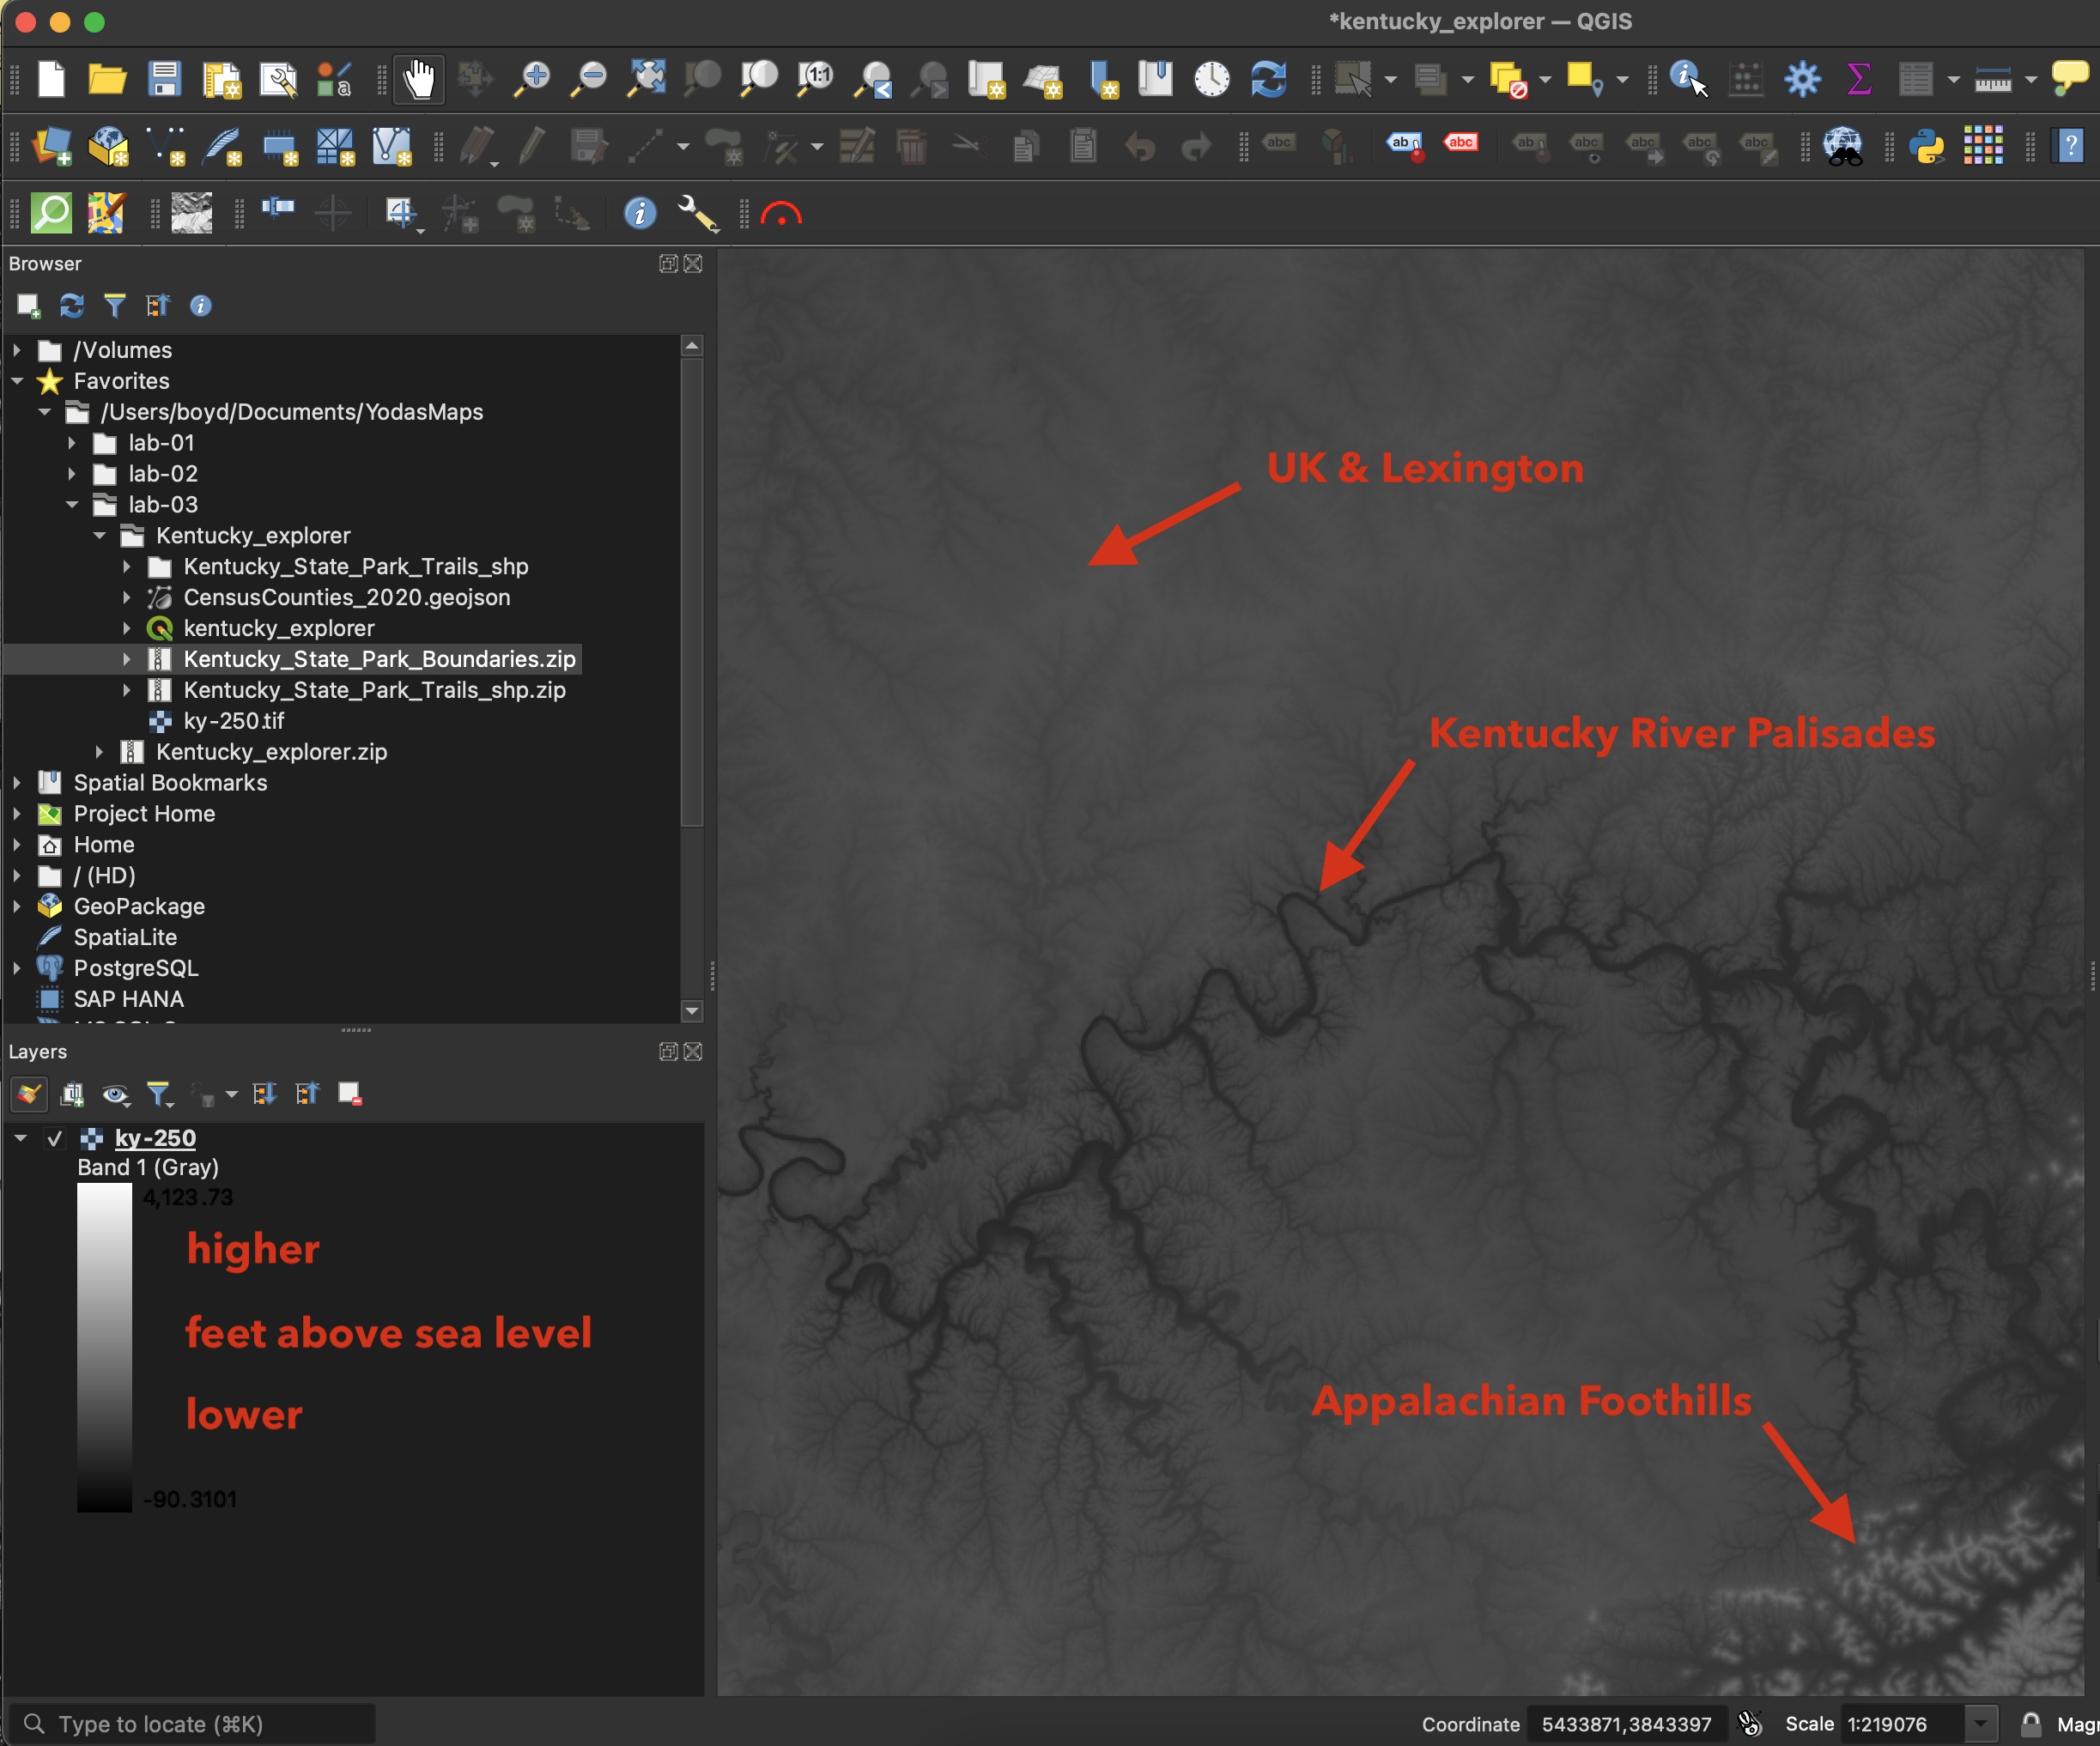 *kentucky_explorer — QGIS
Browser
/Volumes
Favorites
/Users/boyd/Documents/YodasMaps
lab-01
lab-02
lab-03
Kentucky_explorer
Kentucky_State_Park_Trails_shp
CensusCounties_2020.geojson
kentucky_explorer
Kentucky_State_Park_Boundaries.zip
Kentucky_State_Park_Trails_shp.zip
ky-250.tif
Kentucky_explorer.zip
Spatial Bookmarks
Project Home
Home
/ (HD)
GeoPackage
SpatiaLite
PostgreSQL
SAP HANA
Layers
ky-250
Band 1 (Gray)
4,123.73
higher
feet above sea level
lower
-90.3101
UK & Lexington
Kentucky River Palisades
Appalachian Foothills
Type to locate (⌘K)
Coordinate 5433871,3843397 Scale 1:219076 Magn